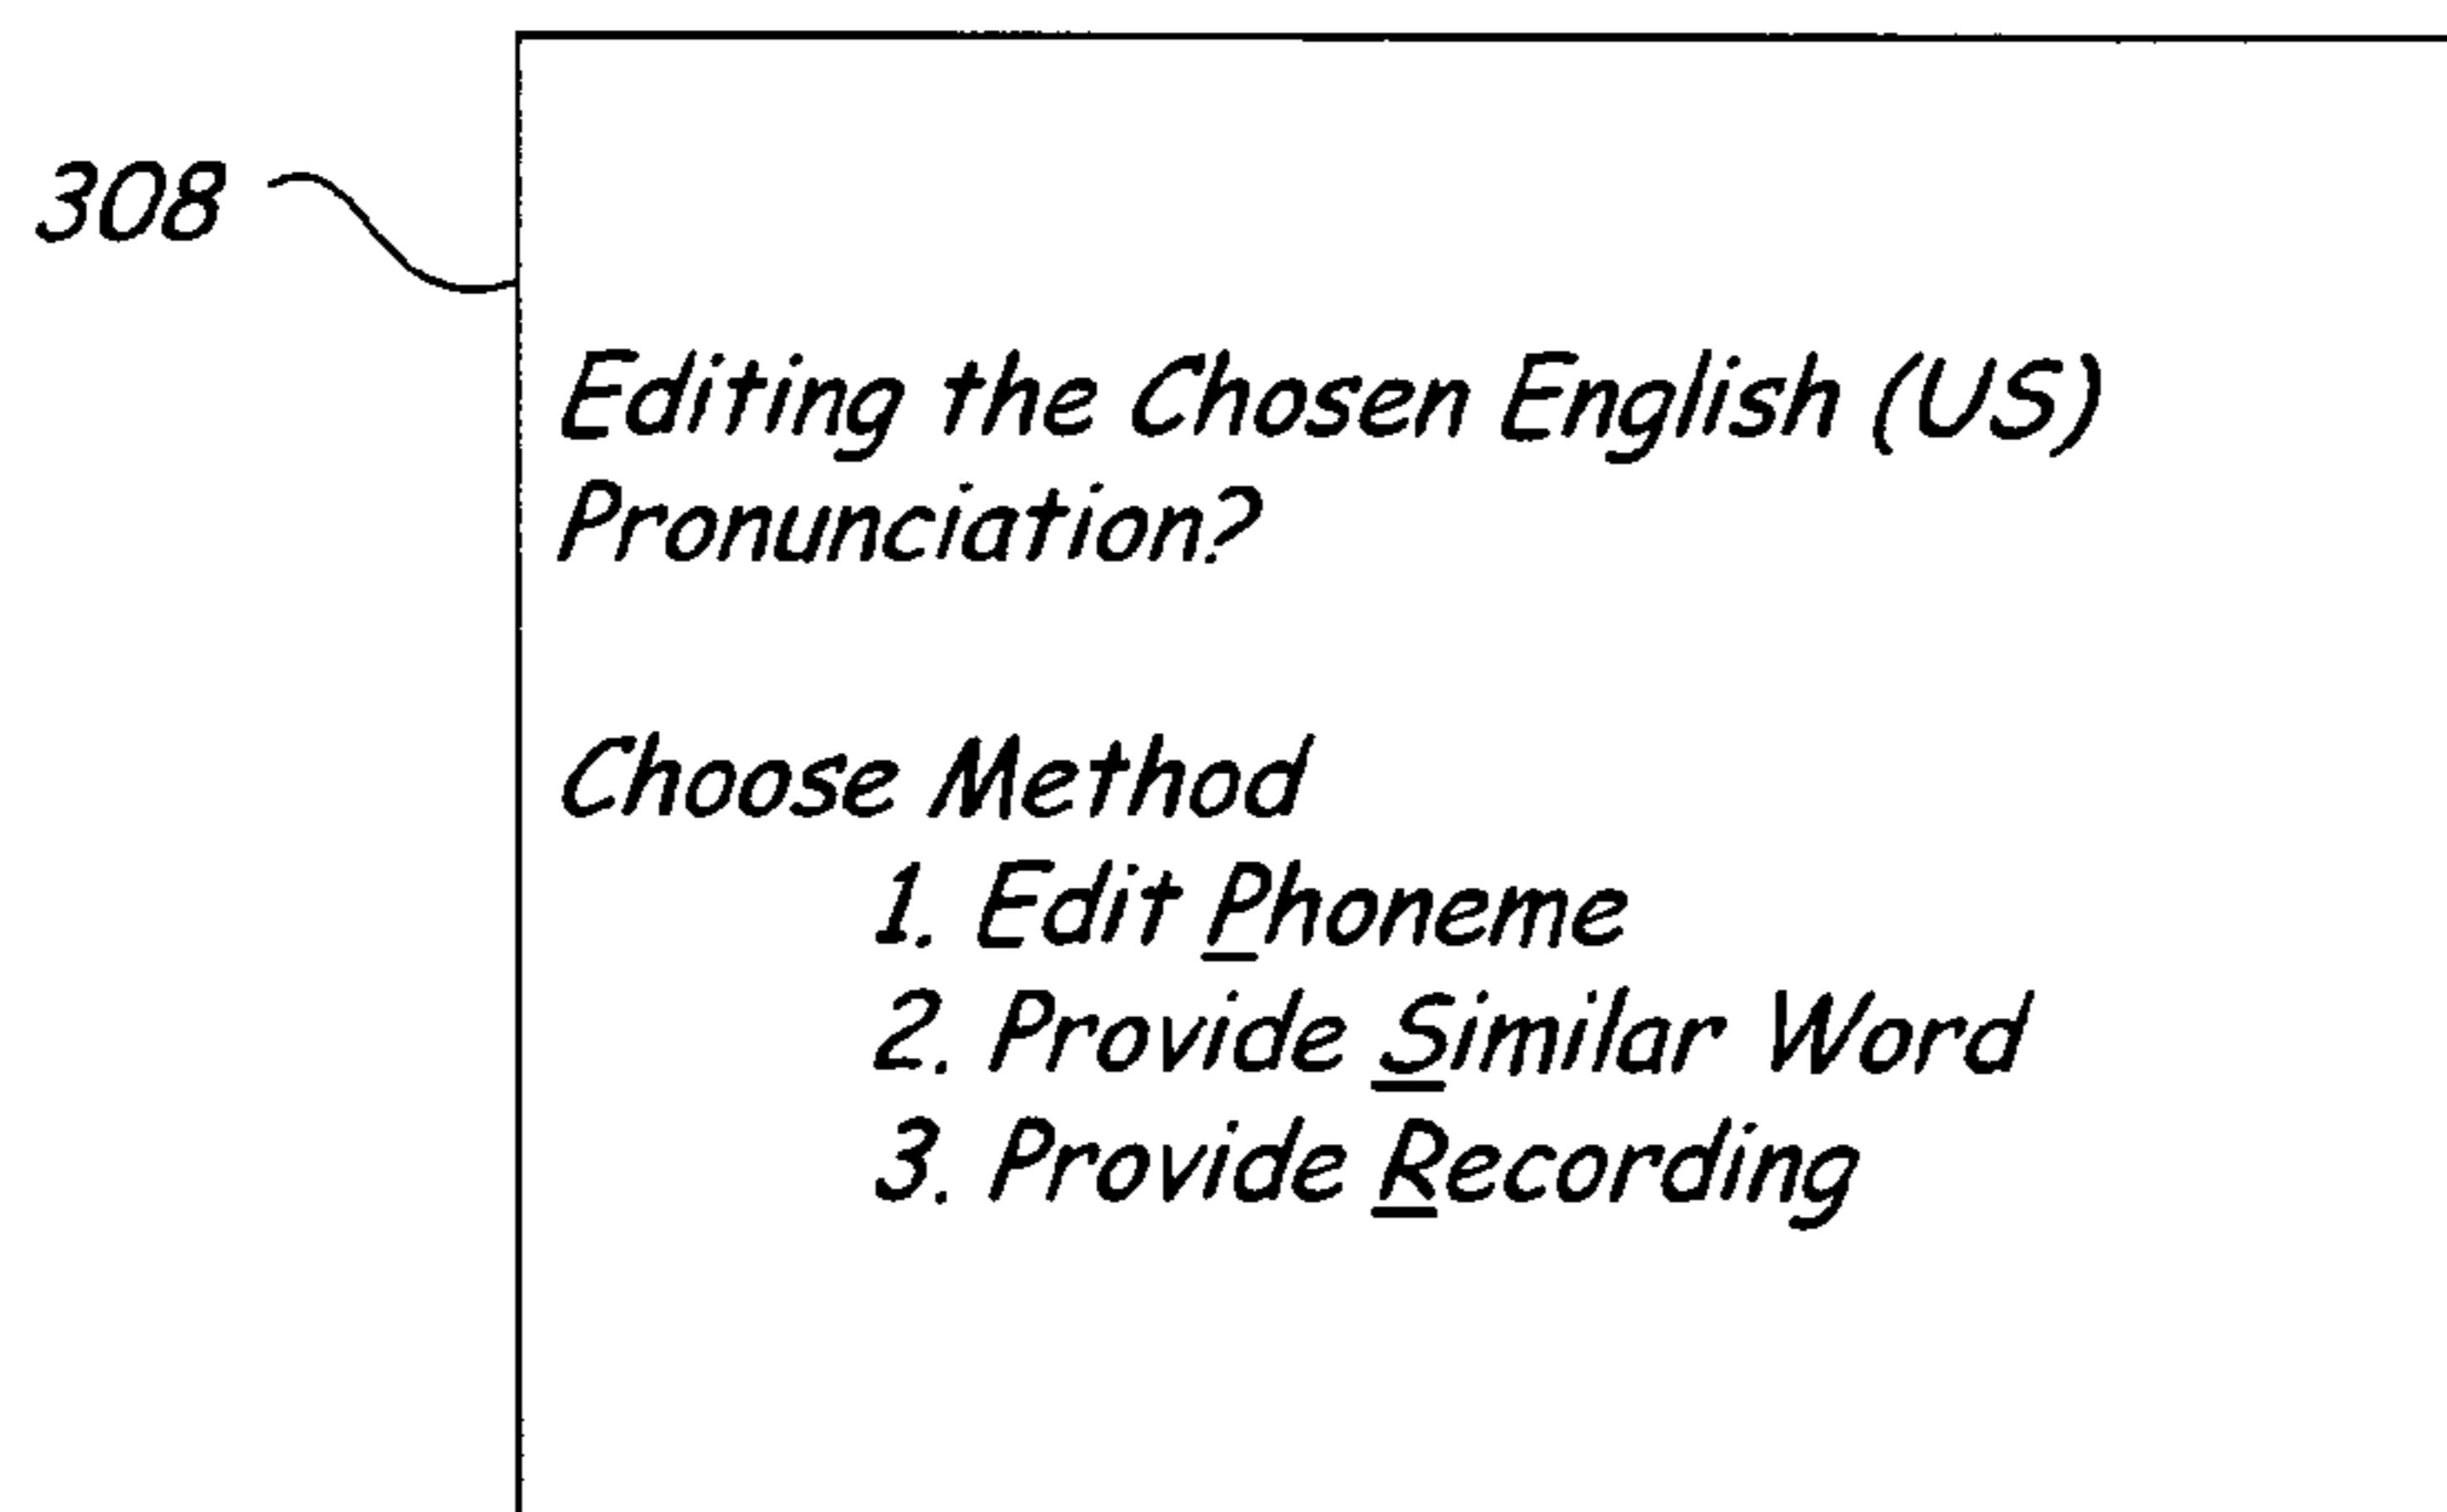 308
Editing the Chosen English (US)
Pronunciation?
Choose Method
1. Edit Phoneme
2. Provide Similar Word
3. Provide Recording